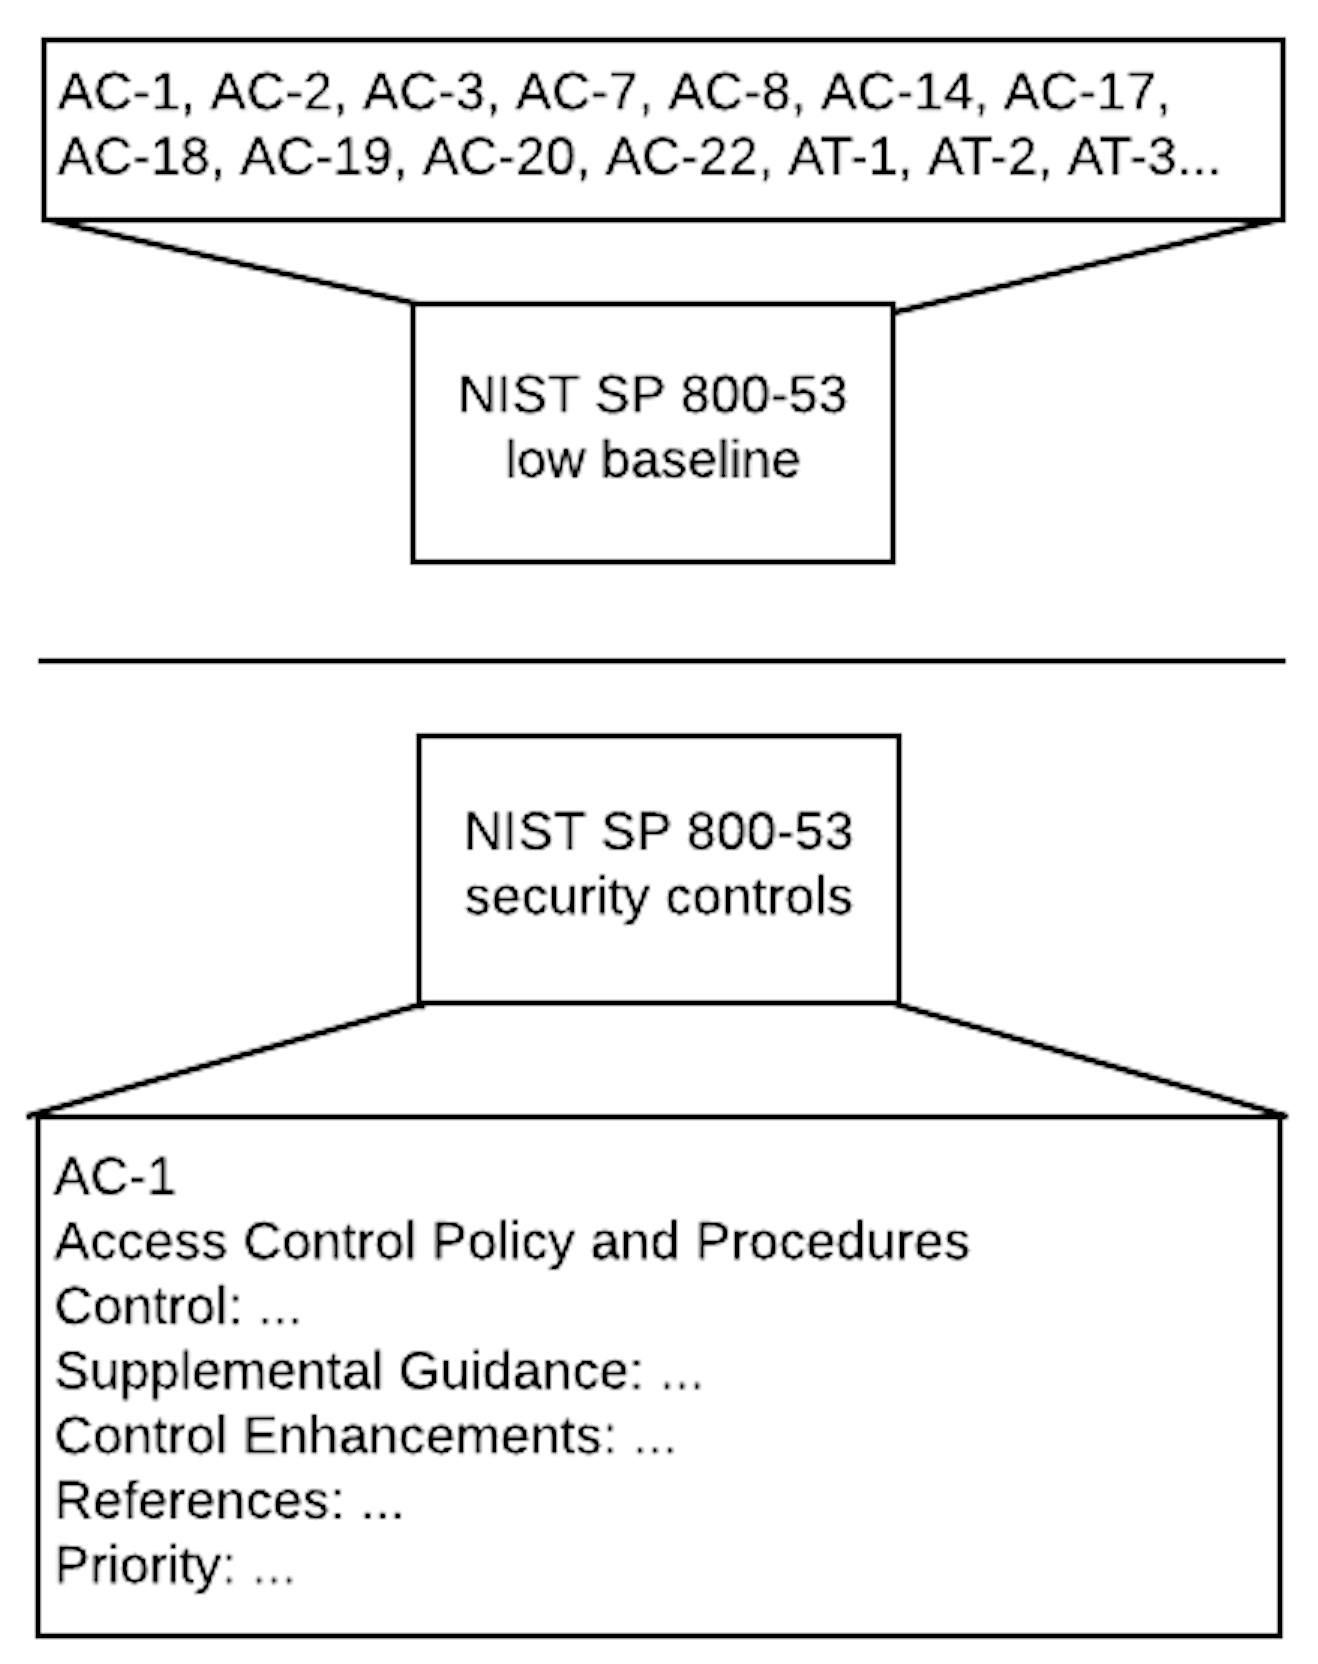 AC-1, AC-2, AC-3, AC-7, AC-8, AC-14, AC-17,
AC-18, AC-19, AC-20, AC-22, AT-1, AT-2, AT-3...
NIST SP 800-53
low baseline
NIST SP 800-53
security controls
AC-1
Access Control Policy and Procedures
Control: ...
Supplemental Guidance: ...
Control Enhancements: ...
References: ...
Priority: ...